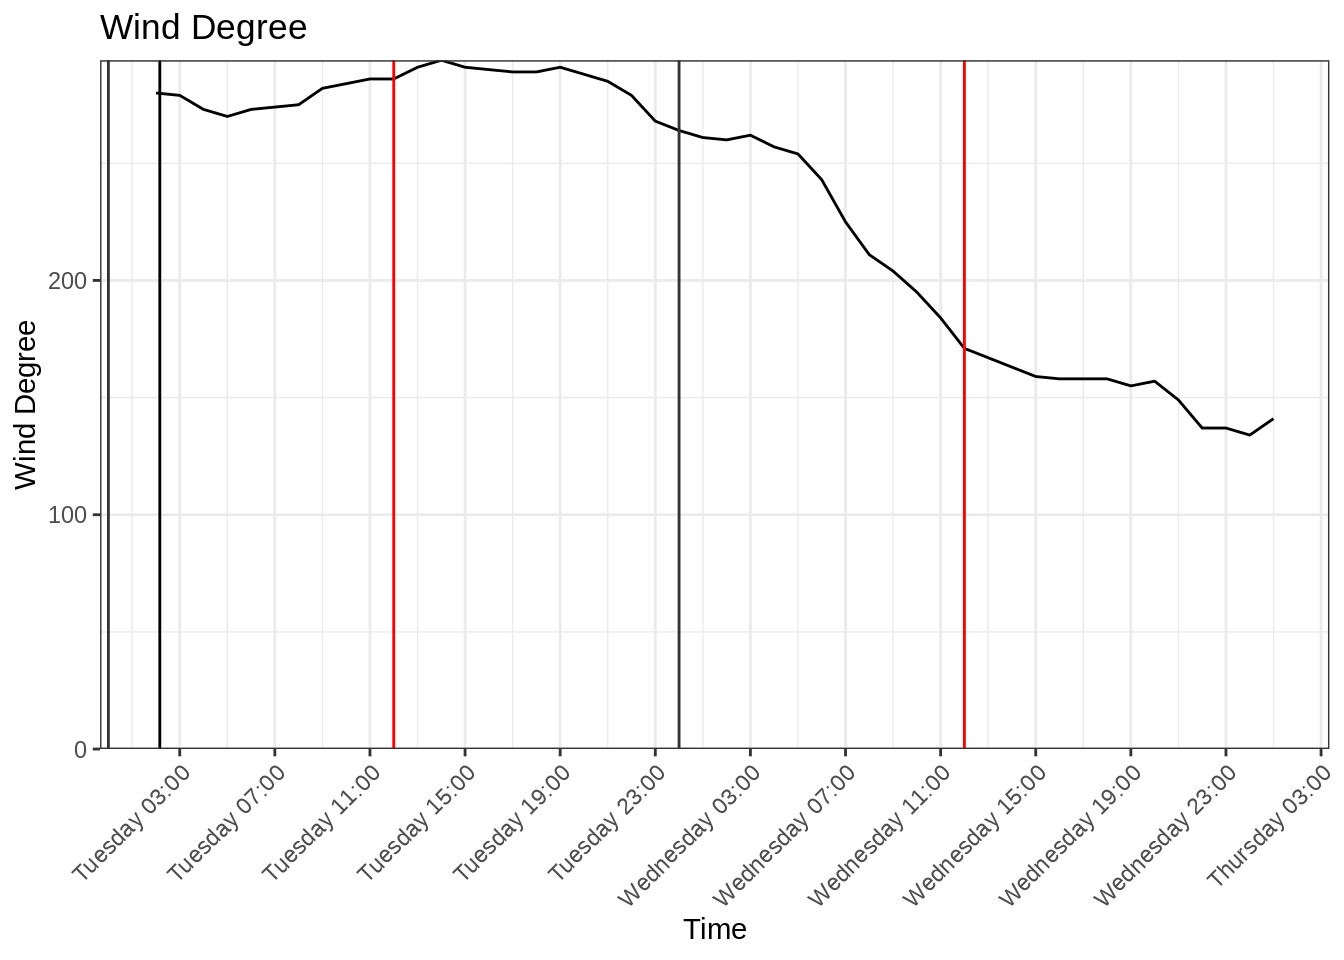 Wind Degree
Wind Degree
200
100
0
Tuesday 03:00
Tuesday 07:00
Tuesday 11:00
Tuesday 15:00
Tuesday 19:00
Tuesday 23:00
Wednesday 03:00
Wednesday 07:00
Wednesday 11:00
Wednesday 15:00
Wednesday 19:00
Wednesday 23:00
Thursday 03:00
Time